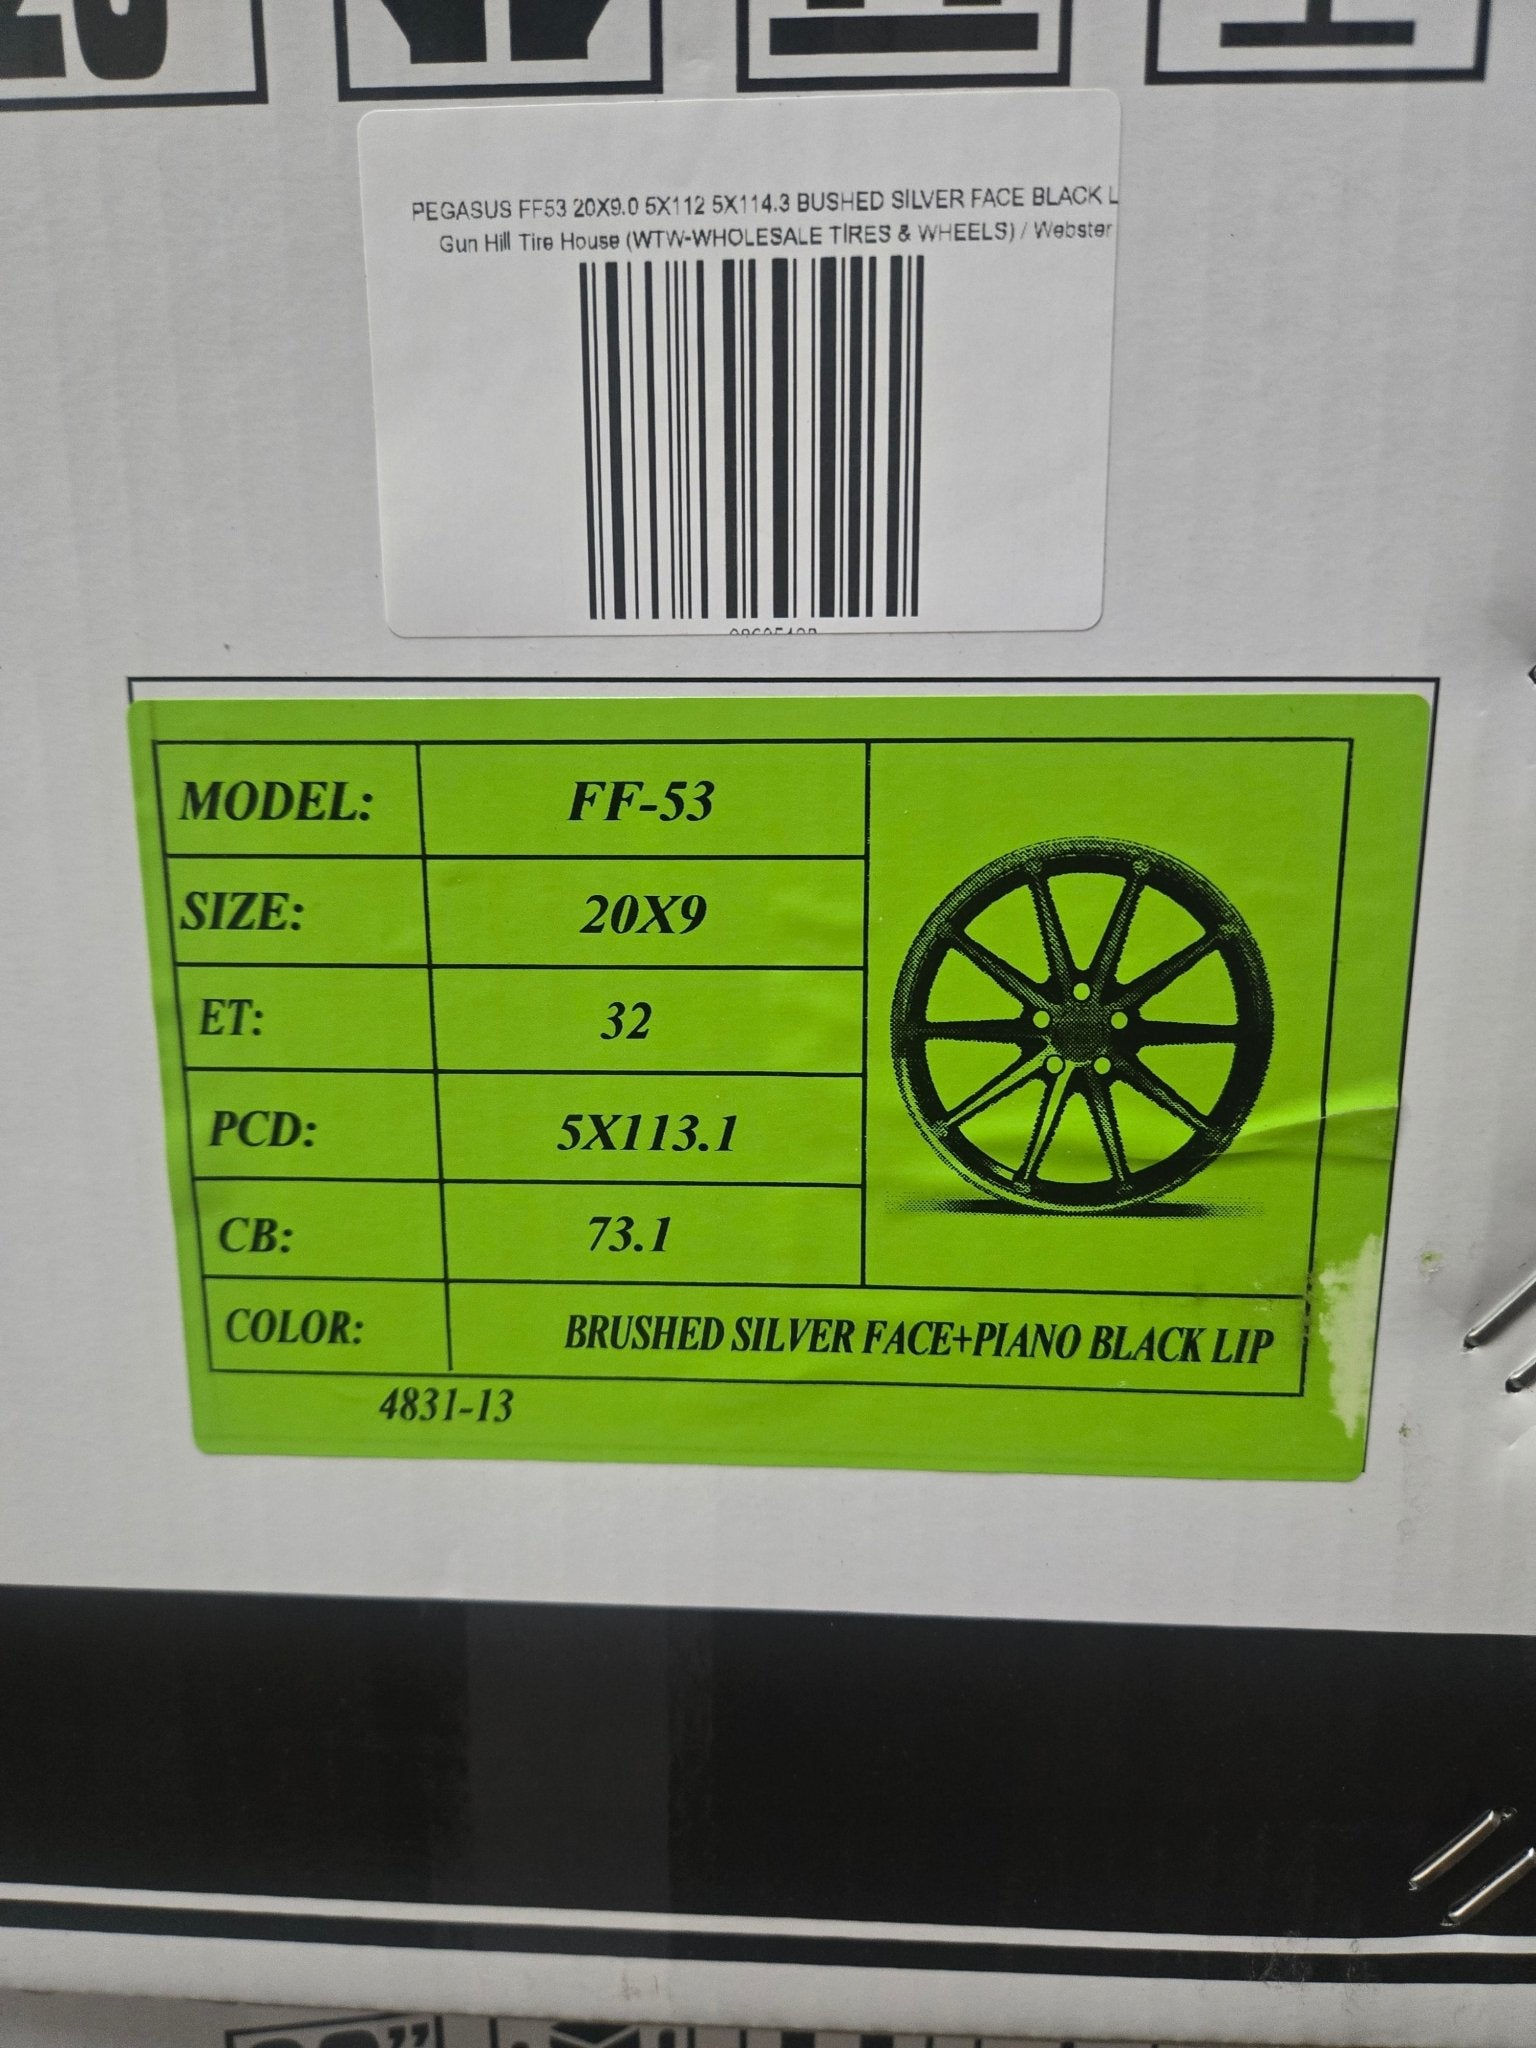 PEGASUS FF53 20X9.0 5X112 5X114.3 BUSHED SILVER FACE BLACK L
Gun Hill Tire House (WTW-WHOLESALE TIRES & WHEELS) / Webster
MODEL: FF-53
SIZE: 20X9
ET: 32
PCD: 5X113.1
CB: 73.1
COLOR: BRUSHED SILVER FACE+PIANO BLACK LIP
4831-13